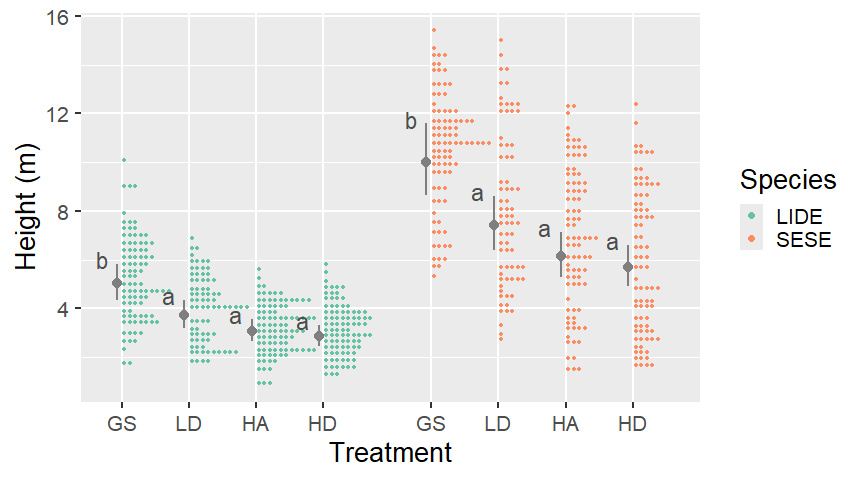 16
12
8
4
Height (m)
b
a
a
a
b
a
a
a
GS LD HA HD GS LD HA HD
Treatment
Species
LIDE
SESE